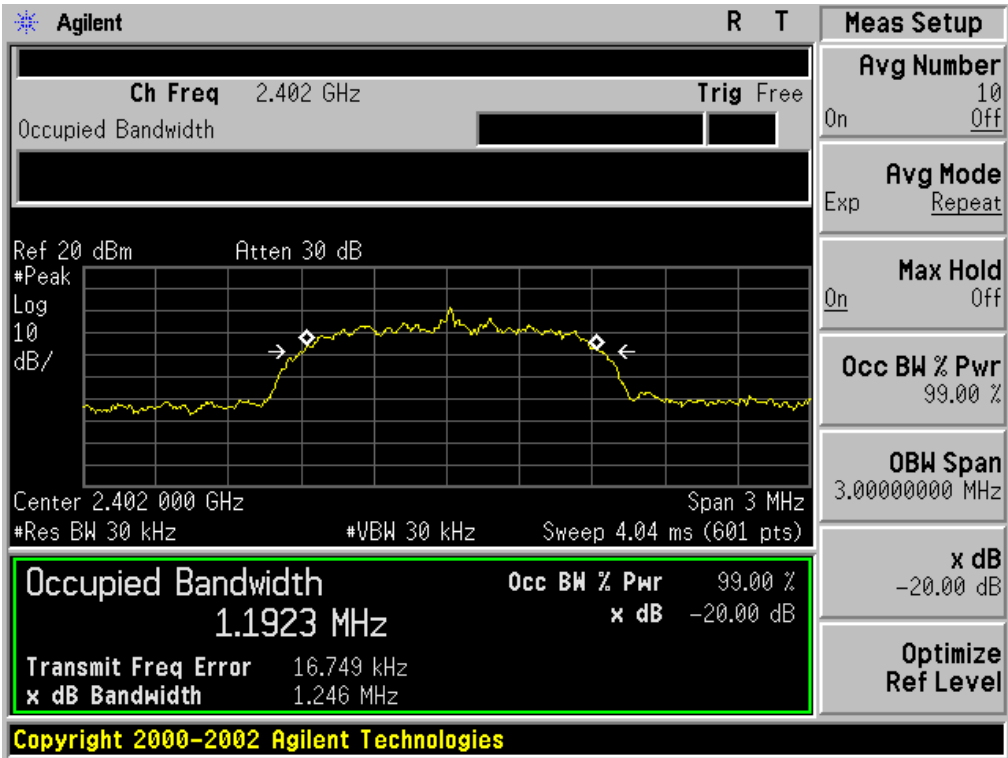 Agilent R T
Ch Freq 2.402 GHz Trig Free
Occupied Bandwidth
Ref 20 dBm Atten 30 dB
#Peak
Log
10
dB/
Center 2.402 000 GHz Span 3 MHz
#Res BW 30 kHz #VBW 30 kHz Sweep 4.04 ms (601 pts)
Occupied Bandwidth Occ BW % Pwr 99.00 %
1.1923 MHz x dB -20.00 dB
Transmit Freq Error 16.749 kHz
x dB Bandwidth 1.246 MHz
Copyright 2000-2002 Agilent Technologies
Meas Setup
Avg Number
10
On Off
Avg Mode
Exp Repeat
Max Hold
On Off
Occ BW % Pwr
99.00 %
OBW Span
3.00000000 MHz
x dB
-20.00 dB
Optimize
Ref Level